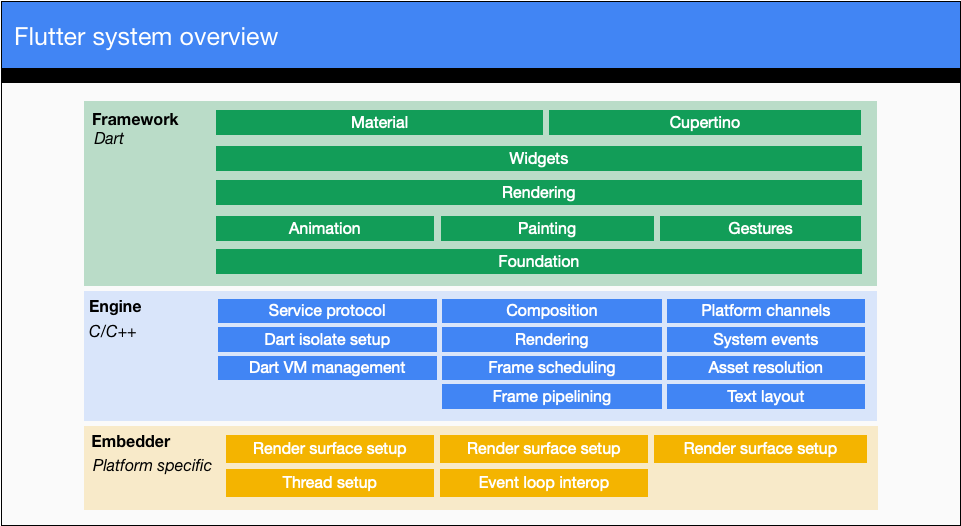 Flutter system overview
Framework
Dart
Material
Cupertino
Widgets
Rendering
Animation
Painting
Gestures
Foundation
Engine
C/C++
Service protocol
Composition
Platform channels
Dart isolate setup
Rendering
System events
Dart VM management
Frame scheduling
Asset resolution
Frame pipelining
Text layout
Embedder
Platform specific
Render surface setup
Render surface setup
Render surface setup
Thread setup
Event loop interop